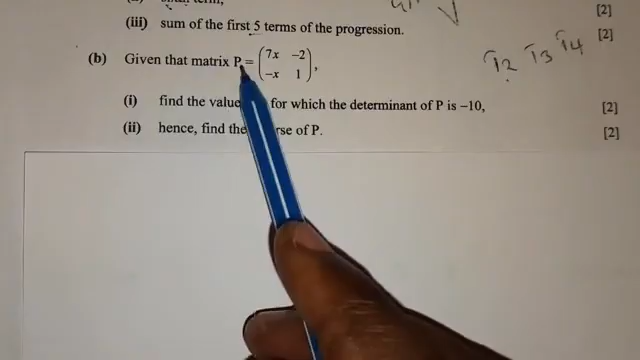 [2]
(iii) sum of the first 5 terms of the progression. [2]
T2 T3 T4
(b) Given that matrix P = (7x −2
−x 1),
(i) find the value for which the determinant of P is −10, [2]
(ii) hence, find the of P. [2]